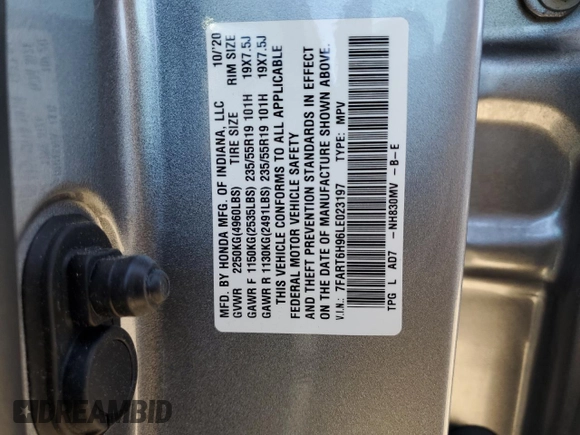 MFD. BY HONDA MFG. OF INDIANA, LLC 10/'20
GVWR 2250KG(4960LBS) TIRE SIZE RIM SIZE
GAWR F 1150KG(2535LBS) 235/55R19 101H 19X7.5J
GAWR R 1130KG(2491LBS) 235/55R19 101H 19X7.5J
THIS VEHICLE CONFORMS TO ALL APPLICABLE
FEDERAL MOTOR VEHICLE SAFETY
AND THEFT PREVENTION STANDARDS IN EFFECT
ON THE DATE OF MANUFACTURE SHOWN ABOVE.
V.I.N.: 7FART6H96LE023197 TYPE: MPV
TPG L AD7 -NH830MV -B-E
DREAMBID